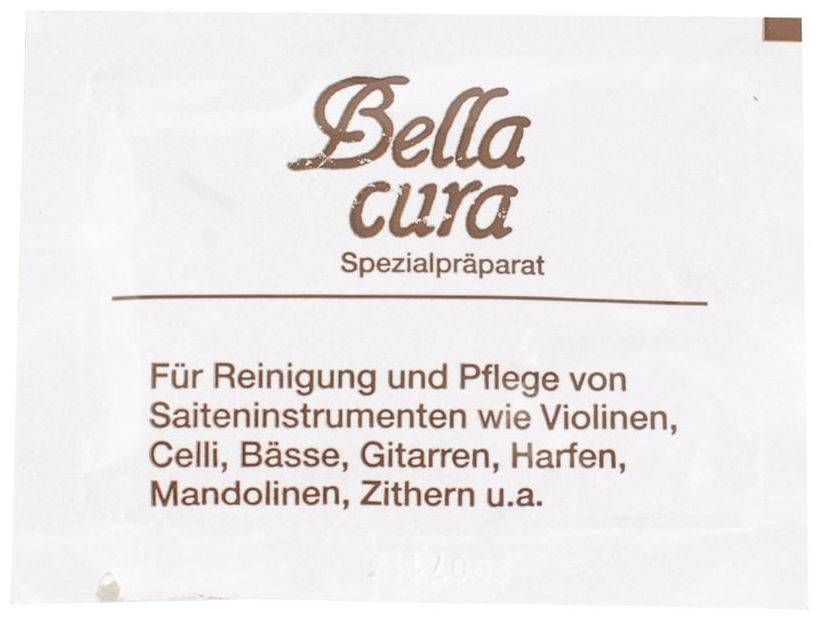 Bella
cura
Spezialpräparat
Für Reinigung und Pflege von
Saiteninstrumenten wie Violinen,
Celli, Bässe, Gitarren, Harfen,
Mandolinen, Zithern u.a.